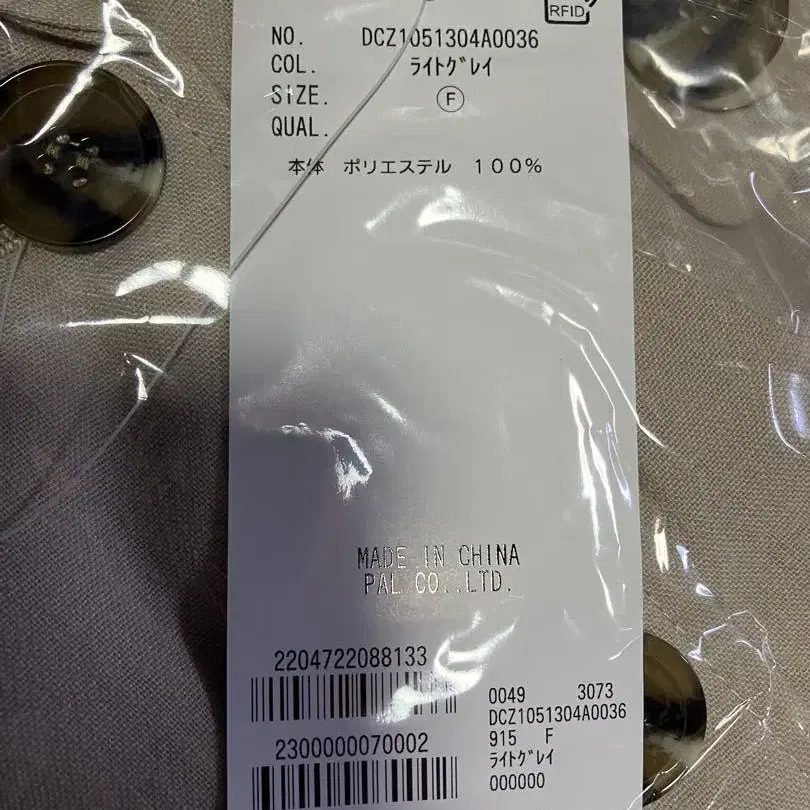 RFID
NO. DCZ1051304A0036
COL. ライトグレイ
SIZE. F
QUAL.
本体 ポリエステル 100%
MADE IN CHINA
PAL CO.,LTD.
2204722088133
2300000070002
0049 3073
DCZ1051304A0036
915 F
ライトグレイ
000000